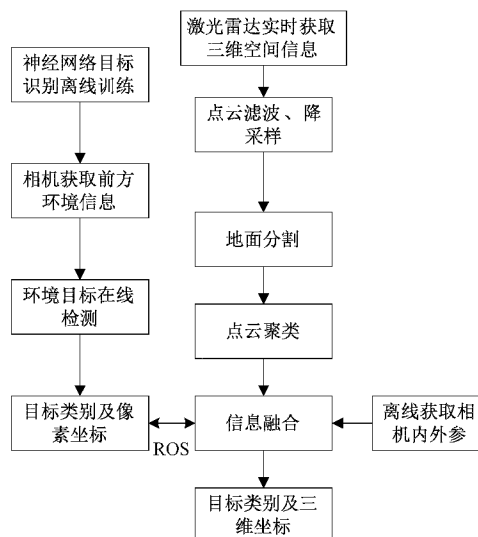 激光雷达实时获取
三维空间信息
神经网络目标
识别离线训练
点云滤波、降
采样
相机获取前方
环境信息
地面分割
环境目标在线
检测
点云聚类
目标类别及像
素坐标
ROS
信息融合
离线获取相
机内外参
目标类别及三
维坐标